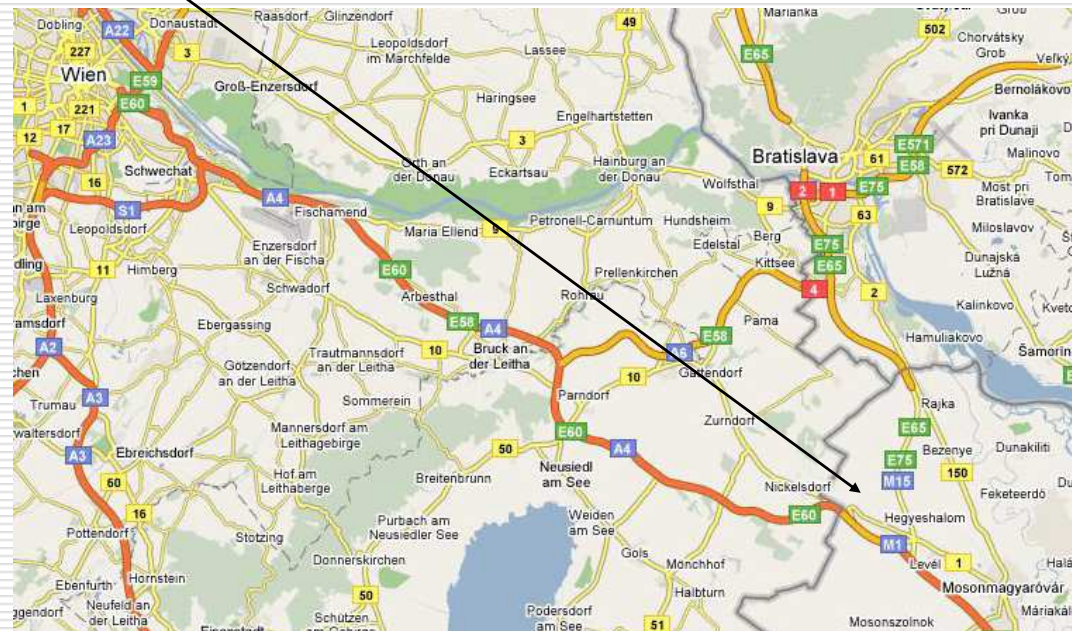 Dobling
A22
Donaustadt
Raasdorf
Glinzendorf
49
Marianka
502
Grob
227
3
Leopoldsdorf
im Marchfelde
Lassee
E65
Chorvátsky
Grob
Wien
E59
Groß-Enzersdorf
Veľký
E60
Bernolákovo
1
221
Haringsee
12
17
A23
Engelhartstetten
Ivanka
pri Dunaji
3
E571
16
Schwechat
Orth an
der Donau
Eckartsau
Hainburg an
der Donau
Bratislava
61
E58
572
Malinovo
Wolfsthal
2
1
E75
Most pri
Bratislave
A4
S1
Fischamend
9
63
Leopoldsdorf
Maria Ellend
9
Petronell-Carnuntum
Hundsheim
Miloslavov
Enzersdorf
an der Fischa
Edelstal
Berg
E75
11
Himberg
E60
Kittsee
E65
Dunajská
Lužná
Schwadorf
Prellenkirchen
4
2
Laxenburg
Arbesthal
Rohrau
Kalinkovo
Ebergassing
E58
A4
Pama
Hamuliakovo
A2
10
Bruck an
der Leitha
A6
E58
Trautmannsdorf
an der Leitha
Götzendorf
an der Leitha
10
Gattendorf
A3
Parndorf
Trumau
Sommerein
Zurndorf
Rajka
Mannersdorf am
Leithagebirge
E60
E65
A3
Ebreichsdorf
50
A4
E75
Bezenye
Dunakiliti
Neusiedl
am See
M15
150
60
Hof am
Leithaberge
Breitenbrunn
Nickelsdorf
Feketeerdő
16
E60
Pottendorf
Purbach am
Neusiedler See
Weiden
am See
Hegyeshalom
Stotzing
M1
Donnerskirchen
Gols
Mönchhof
Levél
1
Ebenfurth
Hornstein
50
Halbturn
Mosonmagyaróvár
Neufeld an
der Leitha
Schützen
Podersdorf
am See
51
Mosonszolnok